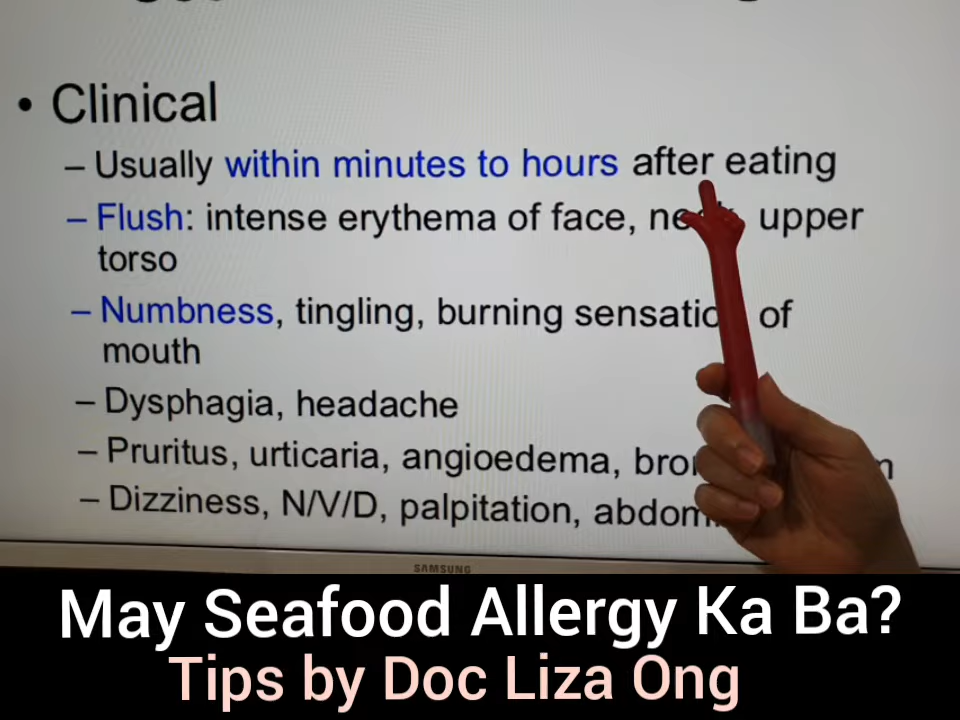 • Clinical
– Usually within minutes to hours after eating
– Flush: intense erythema of face, upper
torso
– Numbness, tingling, burning of
mouth
– Dysphagia, headache
– Pruritus, urticaria, angioedema,
– Dizziness, N/V/D, palpitation,
SAMSUNG
May Seafood Allergy Ka Ba?
Tips by Doc Liza Ong